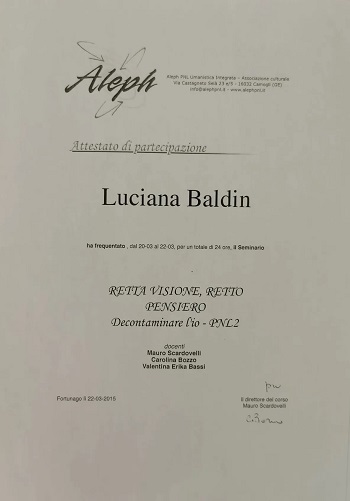 Aleph
Aleph PNL Umanistica Integrata - Associazione culturale
info@alephpnl.it - www.alephpnl.it
Attestato di partecipazione
Luciana Baldin
ha frequentato , dal 20-03 al 22-03, per un totale di 24 ore, il Seminario
RETTA VISIONE, RETTO
PENSIERO
Decontaminare l'io - PNL2
docenti
Mauro Scardovelli
Carolina Bozzo
Valentina Erika Bassi
Fortunago li 22-03-2015
Il direttore del corso
Mauro Scardovelli